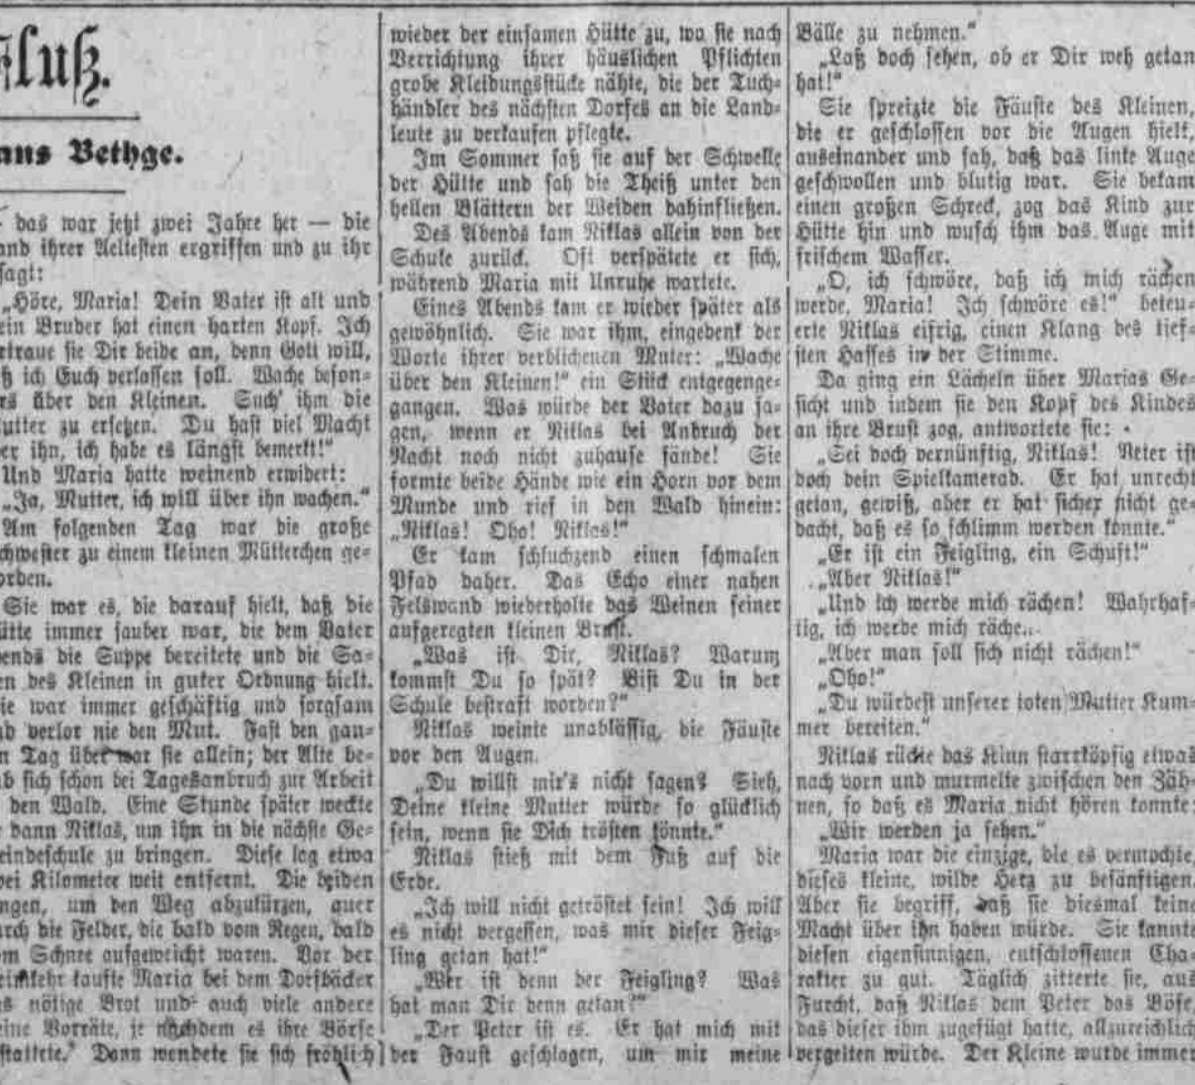 fluß.
ans Bethge.
das war jetzt zwei Jahre her — die
and ihrer Aeltesten ergriffen und zu ihr
sagt:
„Höre, Maria! Dein Vater ist alt und
ein Bruder hat einen harten Kopf. Ich
rtraue sie Dir beide an, denn Gott will,
ß ich Euch verlassen soll. Wache beson-
rs über den Kleinen. Such' ihm die
utter zu ersetzen. Du hast viel Macht
er ihn, ich habe es längst bemerkt!"
Und Maria hatte weinend erwidert:
„Ja, Mutter, ich will über ihn wachen."
Am folgenden Tag war die große
chwester zu einem kleinen Mütterchen ge-
orden.
Sie war es, die darauf hielt, daß die
ütte immer sauber war, die dem Vater
bends die Suppe bereitete und die Sa-
en des Kleinen in guter Ordnung hielt.
ie war immer geschäftig und sorgsam
nd verlor nie den Mut. Fast den gan-
n Tag über war sie allein; der Alte be-
b sich schon bei Tagesanbruch zur Arbeit
den Wald. Eine Stunde später weckte
dann Niklas, um ihn in die nächste Ge-
eindeschule zu bringen. Diese lag etwa
ei Kilometer weit entfernt. Die beiden
ngen, um den Weg abzukürzen, quer
urch die Felder, die bald vom Regen, bald
om Schnee aufgeweicht waren. Vor der
eimkehr kaufte Maria bei dem Dorfbäcker
s nötige Brot und auch viele andere
eine Vorräte, je nachdem es ihre Börse
stattete. Dann wendete sie sich fröhlich
wieder der einsamen Hütte zu, wo sie nach
Verrichtung ihrer häuslichen Pflichten
grobe Kleidungsstücke nähte, die der Tuch-
händler des nächsten Dorfes an die Land-
leute zu verkaufen pflegte.
Im Sommer saß sie auf der Schwelle
der Hütte und sah die Theiß unter den
hellen Blättern der Weiden dahinfließen.
Des Abends kam Niklas allein von der
Schule zurück. Oft verspätete er sich,
während Maria mit Unruhe wartete.
Eines Abends kam er wieder später als
gewöhnlich. Sie war ihm, eingedenk der
Worte ihrer verblichenen Muter: „Wache
über den Kleinen!" ein Stück entgegenge-
gangen. Was würde der Vater dazu sa-
gen, wenn er Niklas bei Anbruch der
Nacht noch nicht zuhause fände! Sie
formte beide Hände wie ein Horn vor dem
Munde und rief in den Wald hinein:
„Niklas! Oho! Niklas!"
Er kam schluchzend einen schmalen
Pfad daher. Das Echo einer nahen
Felswand wiederholte das Weinen seiner
aufgeregten kleinen Brust.
„Was ist Dir, Niklas? Warum
kommst Du so spät? Bist Du in der
Schule bestraft worden?"
Niklas weinte unablässig, die Fäuste
vor den Augen.
„Du willst mir's nicht sagen? Sieh,
Deine kleine Mutter würde so glücklich
sein, wenn sie Dich trösten könnte."
Niklas stieß mit dem Fuß auf die
Erde.
„Ich will nicht getröstet sein! Ich will
es nicht vergessen, was mir dieser Feig-
ling getan hat!"
„Wer ist denn der Feigling? Was
hat man Dir denn getan?"
„Der Peter ist es. Er hat mich mit
der Faust geschlagen, um mir meine
Bälle zu nehmen."
„Laß doch sehen, ob er Dir weh getan
hat!"
Sie spreizte die Fäuste des Kleinen,
die er geschlossen vor die Augen hielt,
auseinander und sah, daß das linke Auge
geschwollen und blutig war. Sie bekam
einen großen Schreck, zog das Kind zur
Hütte hin und wusch ihm das Auge mit
frischem Wasser.
„O, ich schwöre, daß ich mich rächen
werde, Maria! Ich schwöre es!" beteu-
erte Niklas eifrig, einen Klang des tief-
sten Hasses in der Stimme.
Da ging ein Lächeln über Marias Ge-
sicht und indem sie den Kopf des Kindes
an ihre Brust zog, antwortete sie:
„Sei doch vernünftig, Niklas! Peter ist
doch dein Spielkamerad. Er hat unrecht
getan, gewiß, aber er hat sicher nicht ge-
dacht, daß es so schlimm werden könnte."
„Er ist ein Feigling, ein Schuft!"
„Aber Niklas!"
„Und ich werde mich rächen! Wahrhaf-
tig, ich werde mich räche..
„Aber man soll sich nicht rächen!"
„Oho!"
„Du würdest unserer toten Mutter Kum-
mer bereiten."
Niklas rückte das Kinn starrköpfig etwas
nach vorn und murmelte zwischen den Zäh-
nen, so daß es Maria nicht hören konnte:
„Wir werden ja sehen."
Maria war die einzige, die es vermochte,
dieses kleine, wilde Herz zu besänftigen.
Aber sie begriff, daß sie diesmal keine
Macht über ihn haben würde. Sie kannte
diesen eigensinnigen, entschlossenen Cha-
rakter zu gut. Täglich zitterte sie, aus
Furcht, daß Niklas dem Peter das Böse,
das dieser ihm zugefügt hatte, allzureichlich
vergelten würde. Der Kleine wurde immer